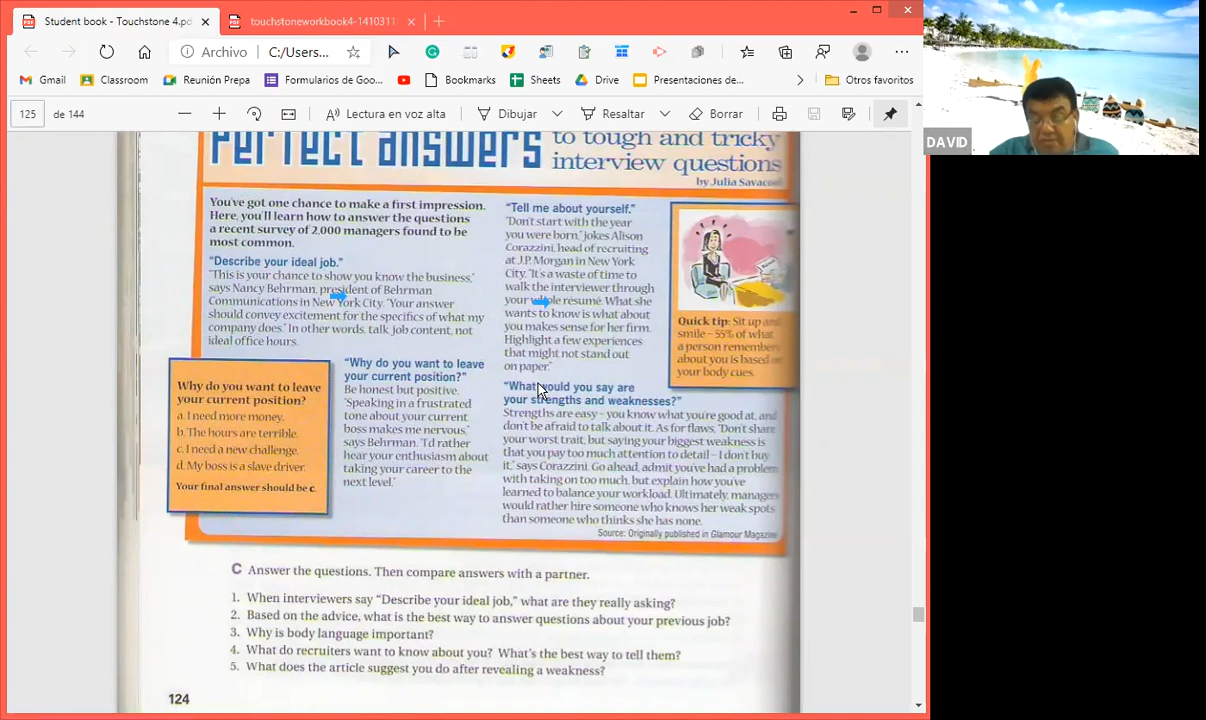 Student book - Touchstone 4.pd
touchstoneworkbook4-1410311
Archivo
C:/Users...
Gmail
Classroom
Reunión Prepa
Formularios de Goo...
Bookmarks
Sheets
Drive
Presentaciones de...
Otros favoritos
125 de 144
Lectura en voz alta
Dibujar
Resaltar
Borrar
DAVID
Perfect answers
to tough and tricky
interview questions
by Julia Savacool
You've got one chance to make a first impression.
Here, you'll learn how to answer the questions
a recent survey of 2,000 managers found to be
most common.
"Describe your ideal job."
"This is your chance to show you know the business,"
says Nancy Behrman, president of Behrman
Communications in New York City. "Your answer
should convey excitement for the specifics of what my
company does." In other words, talk job content, not
ideal office hours.
Why do you want to leave
your current position?
a. I need more money.
b. The hours are terrible.
c. I need a new challenge.
d. My boss is a slave driver.
Your final answer should be c.
"Why do you want to leave
your current position?"
Be honest but positive.
"Speaking in a frustrated
tone about your current
boss makes me nervous,"
says Behrman. "I'd rather
hear your enthusiasm about
taking your career to the
next level."
"Tell me about yourself."
"Don't start with the year
you were born," jokes Alison
Corazzini, head of recruiting
at J.P. Morgan in New York
City. "It's a waste of time to
walk the interviewer through
your whole résumé. What she
wants to know is what about
you makes sense for her firm.
Highlight a few experiences
that might not stand out
on paper."
"What would you say are
your strengths and weaknesses?"
Strengths are easy – you know what you're good at, and
don't be afraid to talk about it. As for flaws, "Don't share
your worst trait, but saying your biggest weakness is
that you pay too much attention to detail – I don't buy
it," says Corazzini. Go ahead, admit you've had a problem
with taking on too much, but explain how you've
learned to balance your workload. Ultimately, managers
would rather hire someone who knows her weak spots
than someone who thinks she has none.
Source: Originally published in Glamour Magazine
Quick tip: Sit up and
smile – 55% of what
a person remembers
about you is based on
your body cues.
C Answer the questions. Then compare answers with a partner.
1. When interviewers say "Describe your ideal job," what are they really asking?
2. Based on the advice, what is the best way to answer questions about your previous job?
3. Why is body language important?
4. What do recruiters want to know about you? What's the best way to tell them?
5. What does the article suggest you do after revealing a weakness?
124